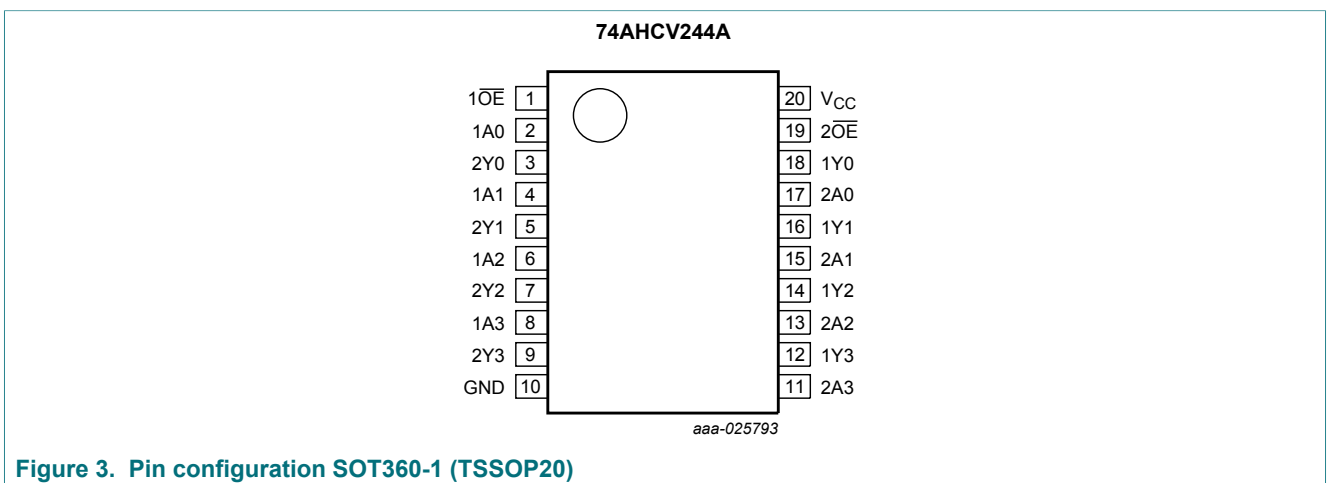 74AHCV244A
1O̅E̅ 1 20 VCC
1A0 2 19 2O̅E̅
2Y0 3 18 1Y0
1A1 4 17 2A0
2Y1 5 16 1Y1
1A2 6 15 2A1
2Y2 7 14 1Y2
1A3 8 13 2A2
2Y3 9 12 1Y3
GND 10 11 2A3
aaa-025793
Figure 3. Pin configuration SOT360-1 (TSSOP20)